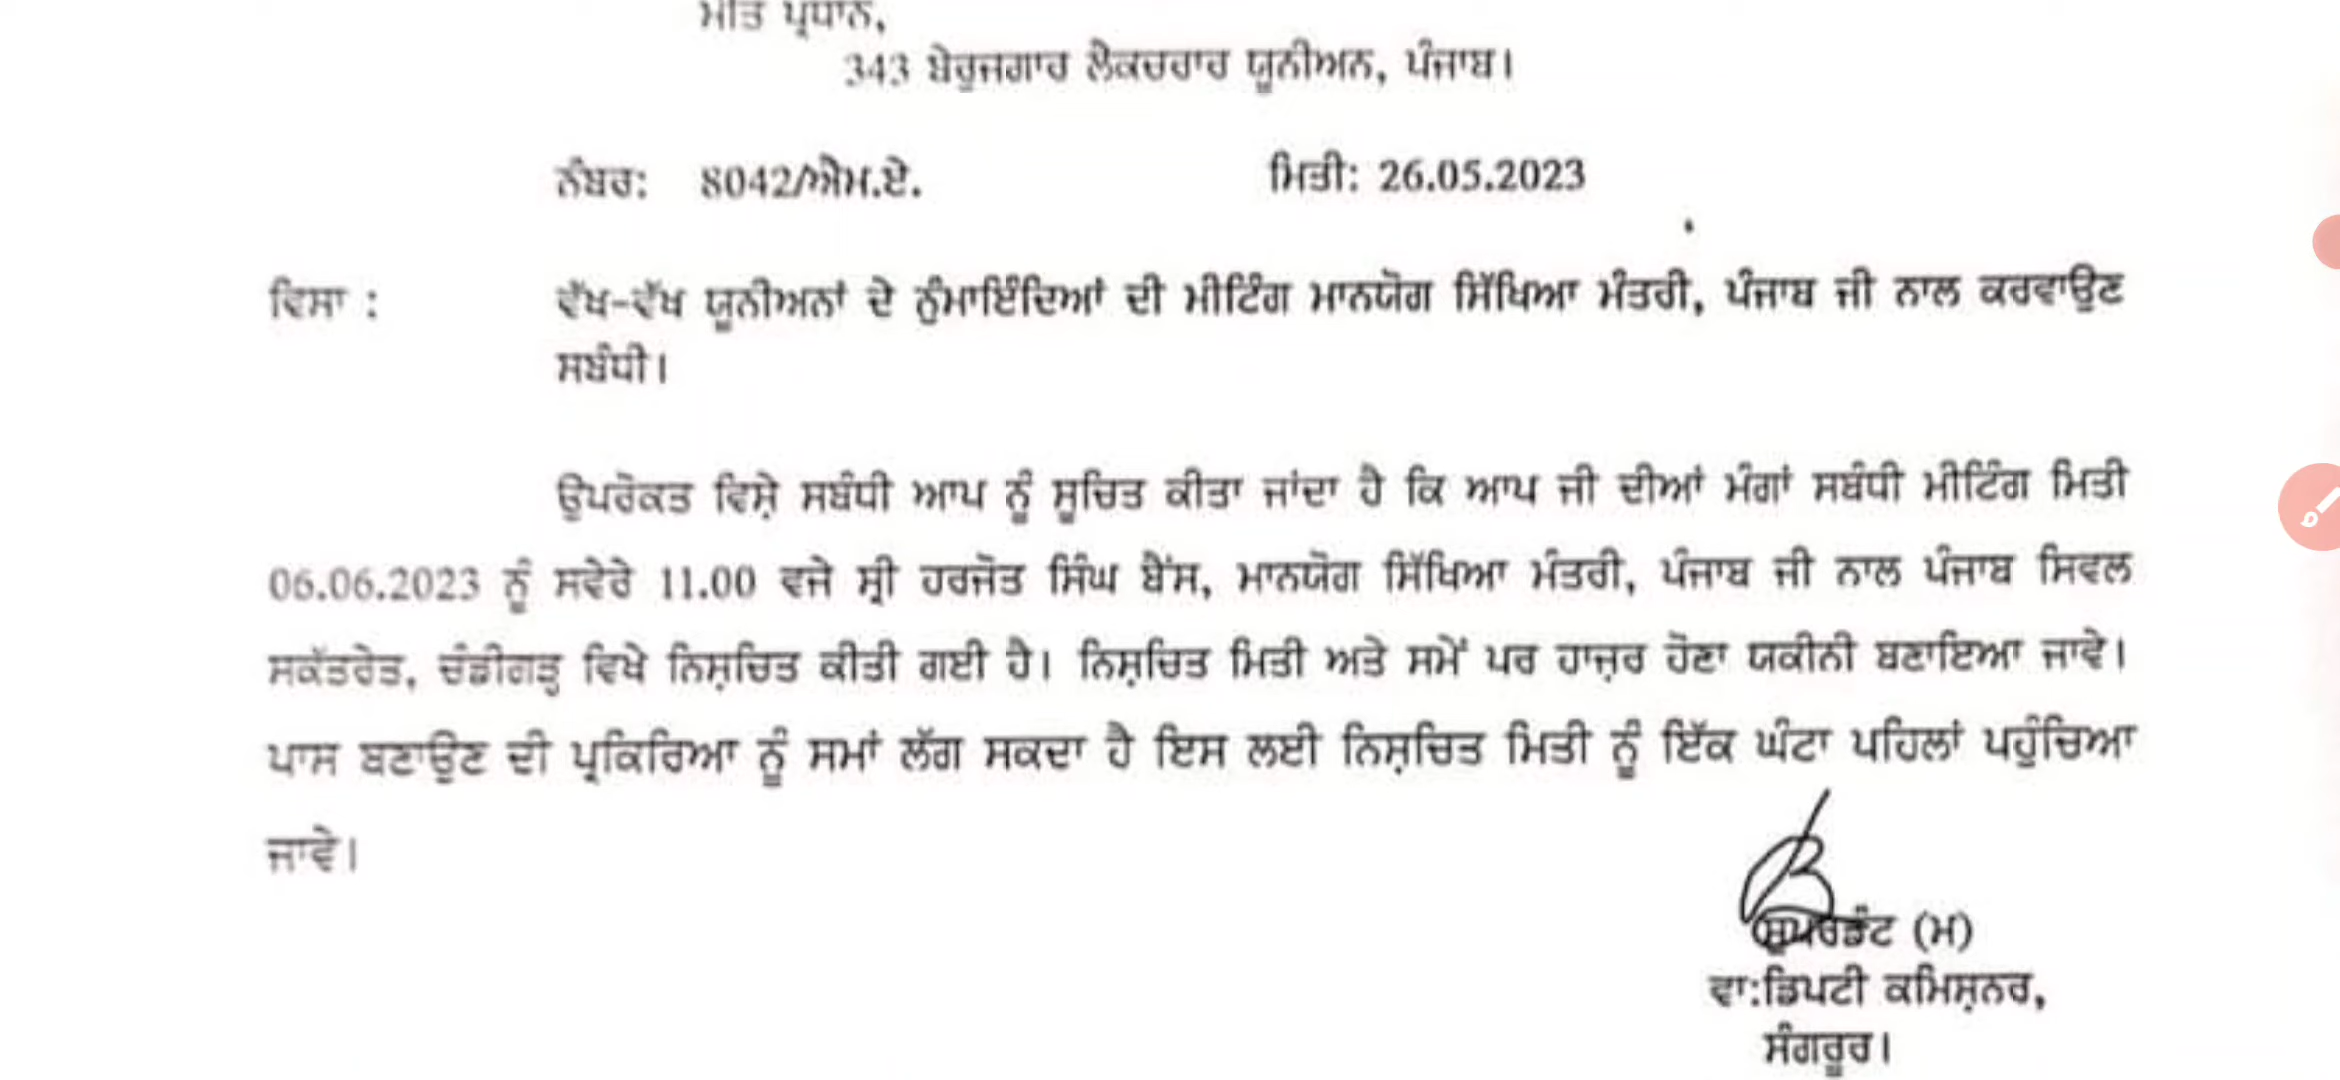 ਮੀਤ ਪ੍ਰਧਾਨ,
343 ਬੇਰੁਜਗਾਰ ਲੈਕਚਰਾਰ ਯੂਨੀਅਨ, ਪੰਜਾਬ।
ਨੰਬਰ: 8042/ਐਮ.ਏ. ਮਿਤੀ: 26.05.2023
ਵਿਸਾ : ਵੱਖ-ਵੱਖ ਯੂਨੀਅਨਾਂ ਦੇ ਨੁੰਮਾਇੰਦਿਆਂ ਦੀ ਮੀਟਿੰਗ ਮਾਨਯੋਗ ਸਿੱਖਿਆ ਮੰਤਰੀ, ਪੰਜਾਬ ਜੀ ਨਾਲ ਕਰਵਾਉਣ
ਸਬੰਧੀ।
ਉਪਰੋਕਤ ਵਿਸ਼ੇ ਸਬੰਧੀ ਆਪ ਨੂੰ ਸੂਚਿਤ ਕੀਤਾ ਜਾਂਦਾ ਹੈ ਕਿ ਆਪ ਜੀ ਦੀਆਂ ਮੰਗਾਂ ਸਬੰਧੀ ਮੀਟਿੰਗ ਮਿਤੀ
06.06.2023 ਨੂੰ ਸਵੇਰੇ 11.00 ਵਜੇ ਸ੍ਰੀ ਹਰਜੋਤ ਸਿੰਘ ਬੈਂਸ, ਮਾਨਯੋਗ ਸਿੱਖਿਆ ਮੰਤਰੀ, ਪੰਜਾਬ ਜੀ ਨਾਲ ਪੰਜਾਬ ਸਿਵਲ
ਸਕੱਤਰੇਤ, ਚੰਡੀਗੜ੍ਹ ਵਿਖੇ ਨਿਸ਼ਚਿਤ ਕੀਤੀ ਗਈ ਹੈ। ਨਿਸ਼ਚਿਤ ਮਿਤੀ ਅਤੇ ਸਮੇਂ ਪਰ ਹਾਜ਼ਰ ਹੋਣਾ ਯਕੀਨੀ ਬਣਾਇਆ ਜਾਵੇ।
ਪਾਸ ਬਣਾਉਣ ਦੀ ਪ੍ਰਕਿਰਿਆ ਨੂੰ ਸਮਾਂ ਲੱਗ ਸਕਦਾ ਹੈ ਇਸ ਲਈ ਨਿਸ਼ਚਿਤ ਮਿਤੀ ਨੂੰ ਇੱਕ ਘੰਟਾ ਪਹਿਲਾਂ ਪਹੁੰਚਿਆ
ਜਾਵੇ।
ਸੁਪਰਡੰਟ (ਮ)
ਵਾ:ਡਿਪਟੀ ਕਮਿਸ਼ਨਰ,
ਸੰਗਰੂਰ।